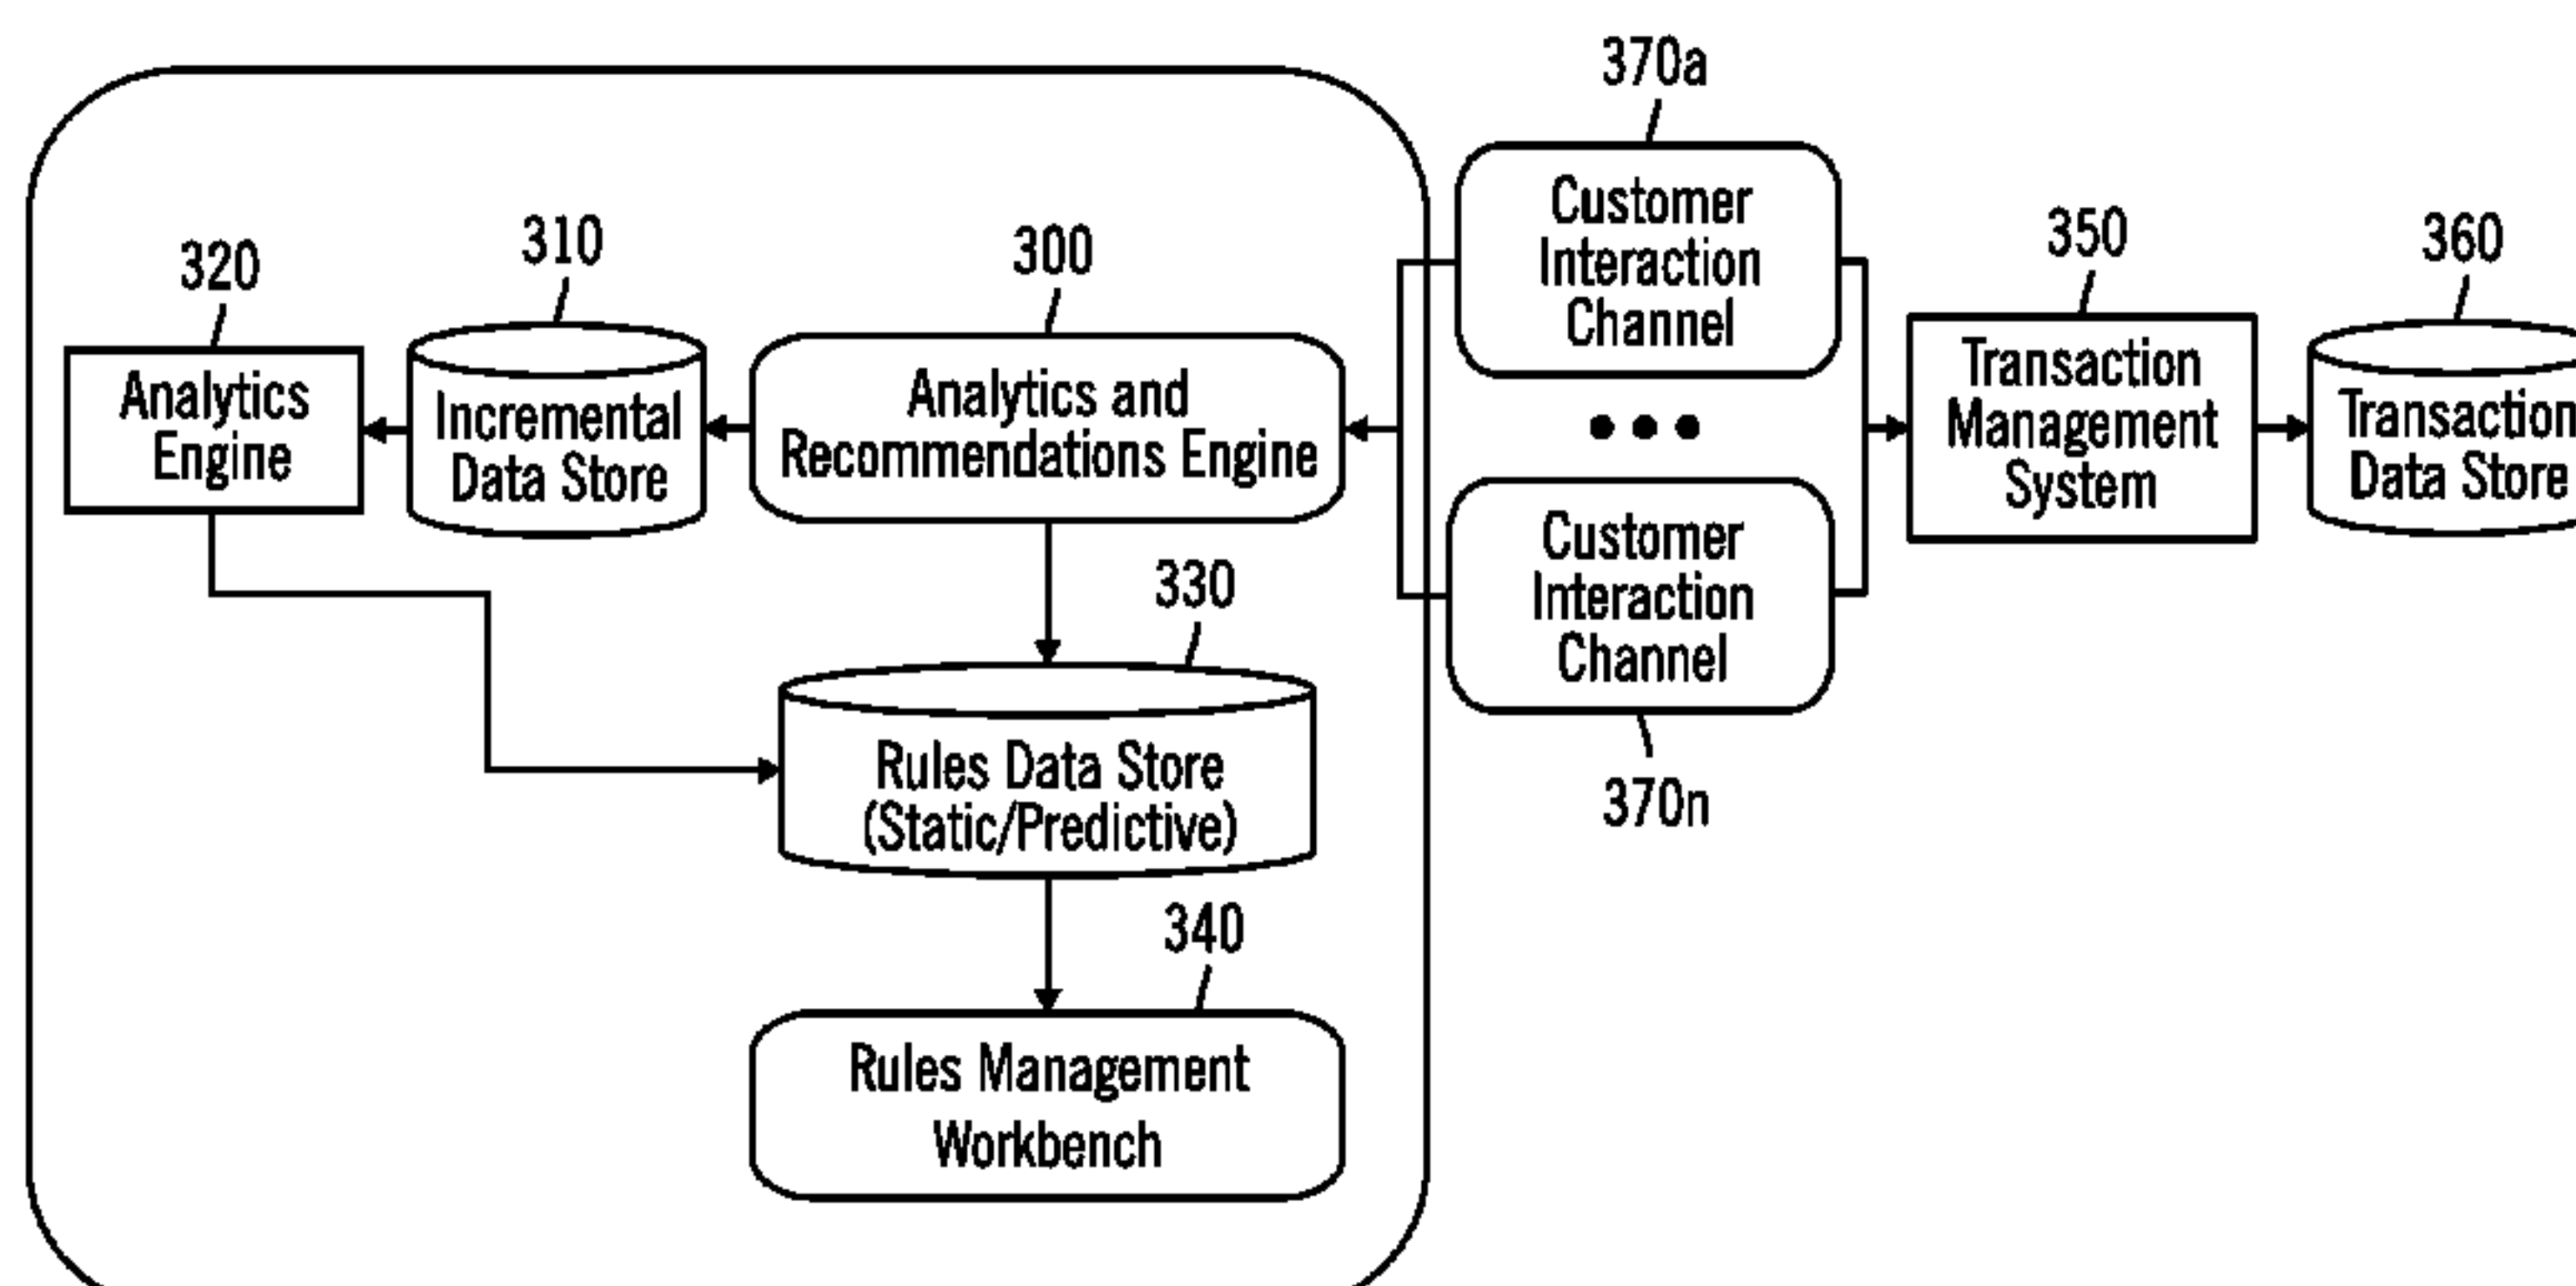 370a
Customer
Interaction
Channel
320
Analytics
Engine
310
Incremental
Data Store
300
Analytics and
Recommendations Engine
350
Transaction
Management
System
360
Transaction
Data Store
Customer
Interaction
Channel
370n
330
Rules Data Store
(Static/Predictive)
340
Rules Management
Workbench